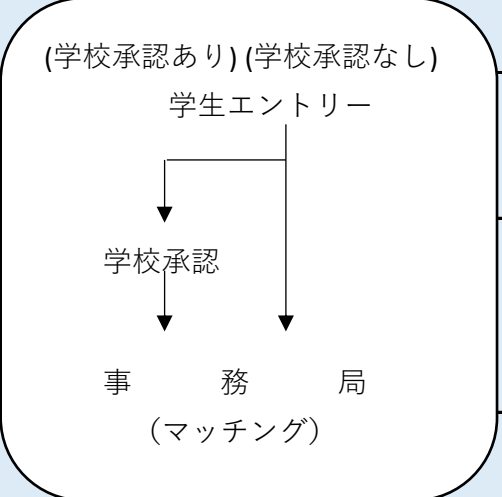 (学校承認あり) (学校承認なし)
学生エントリー
学校承認
事　務　局
（マッチング）